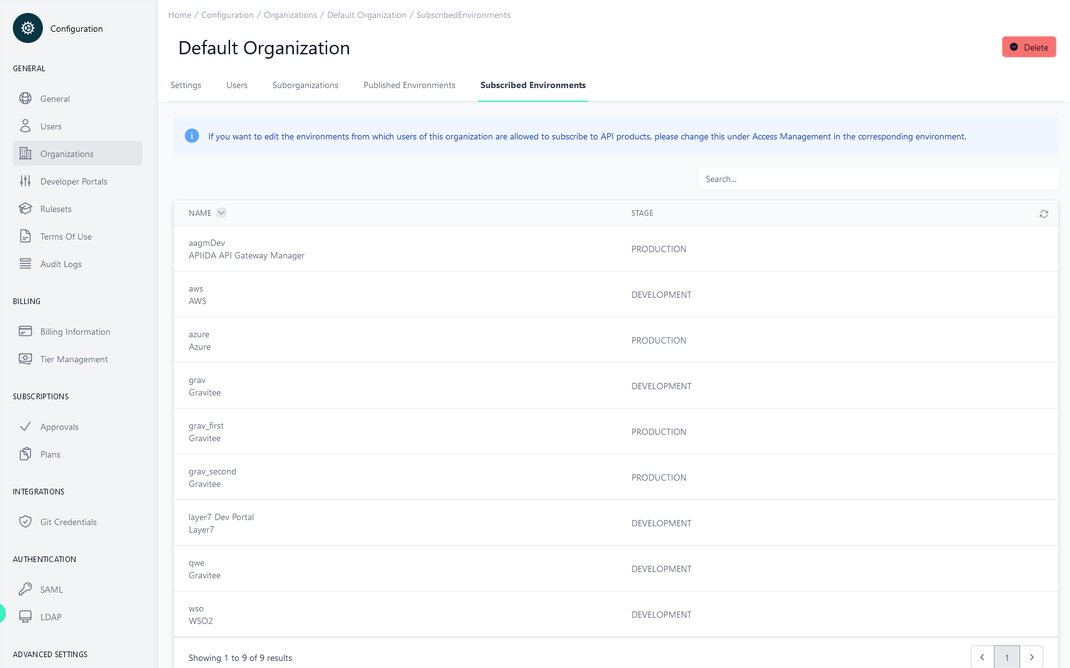 Configuration
GENERAL
General
Users
Organizations
Developer Portals
Rulesets
Terms Of Use
Audit Logs
BILLING
Billing Information
Tier Management
SUBSCRIPTIONS
Approvals
Plans
INTEGRATIONS
Git Credentials
AUTHENTICATION
SAML
LDAP
ADVANCED SETTINGS
Home / Configuration / Organizations / Default Organization / SubscribedEnvironments
Default Organization
Delete
Settings Users Suborganizations Published Environments Subscribed Environments
If you want to edit the environments from which users of this organization are allowed to subscribe to API products, please change this under Access Management in the corresponding environment.
Search...
NAME STAGE
aagmDev
APIIDA API Gateway Manager
PRODUCTION
aws
AWS
DEVELOPMENT
azure
Azure
PRODUCTION
grav
Gravitee
DEVELOPMENT
grav_first
Gravitee
PRODUCTION
grav_second
Gravitee
PRODUCTION
layer7 Dev Portal
Layer7
DEVELOPMENT
qwe
Gravitee
DEVELOPMENT
wso
WSO2
DEVELOPMENT
Showing 1 to 9 of 9 results
1